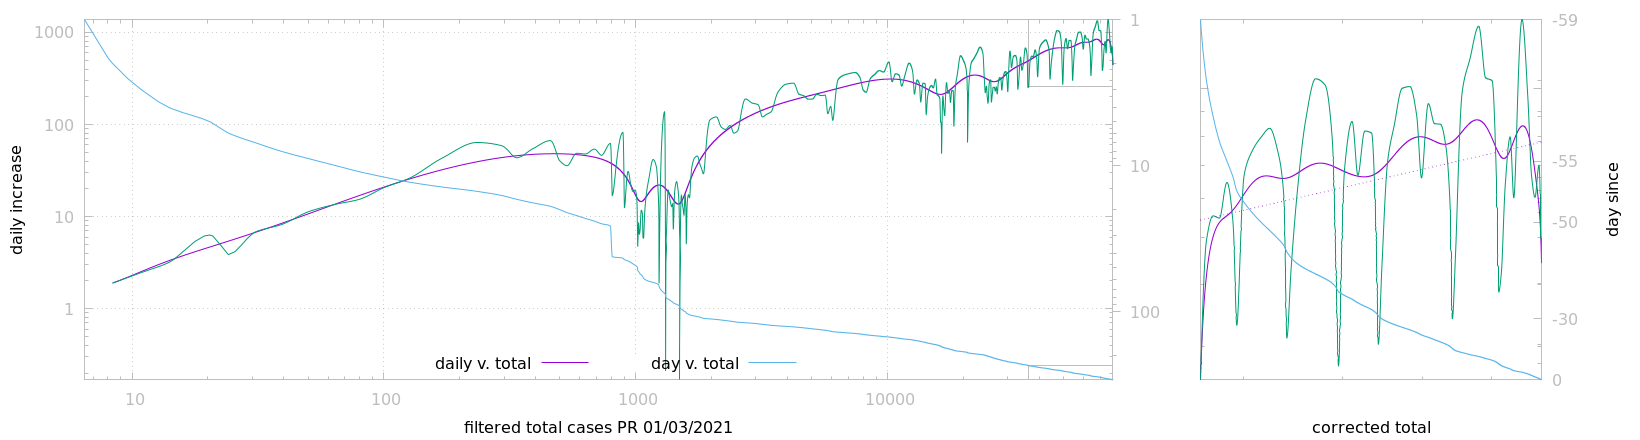 1000
100
10
1
daily increase
10
100
1000
10000
filtered total cases PR 01/03/2021
daily v. total
day v. total
1
10
100
-59
-55
-50
-30
0
day since
corrected total